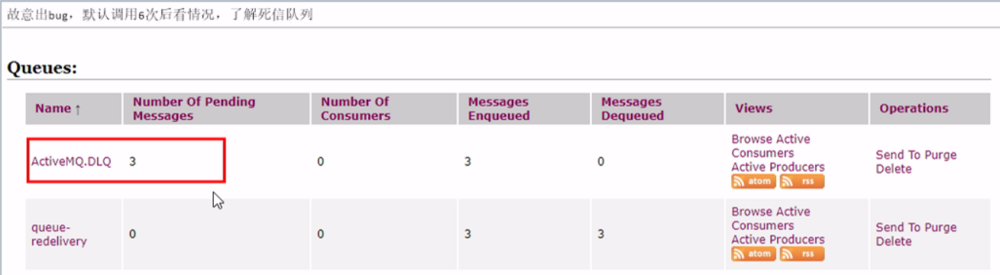 故意出bug，默认调用6次后看情况，了解死信队列
Queues:
Name ↑ Number Of Pending Messages Number Of Consumers Messages Enqueued Messages Dequeued Views Operations
ActiveMQ.DLQ 3 0 3 0
Browse Active
Consumers
Active Producers
atom rss
Send To Purge
Delete
queue-
redelivery 0 0 3 3
Browse Active
Consumers
Active Producers
atom rss
Send To Purge
Delete